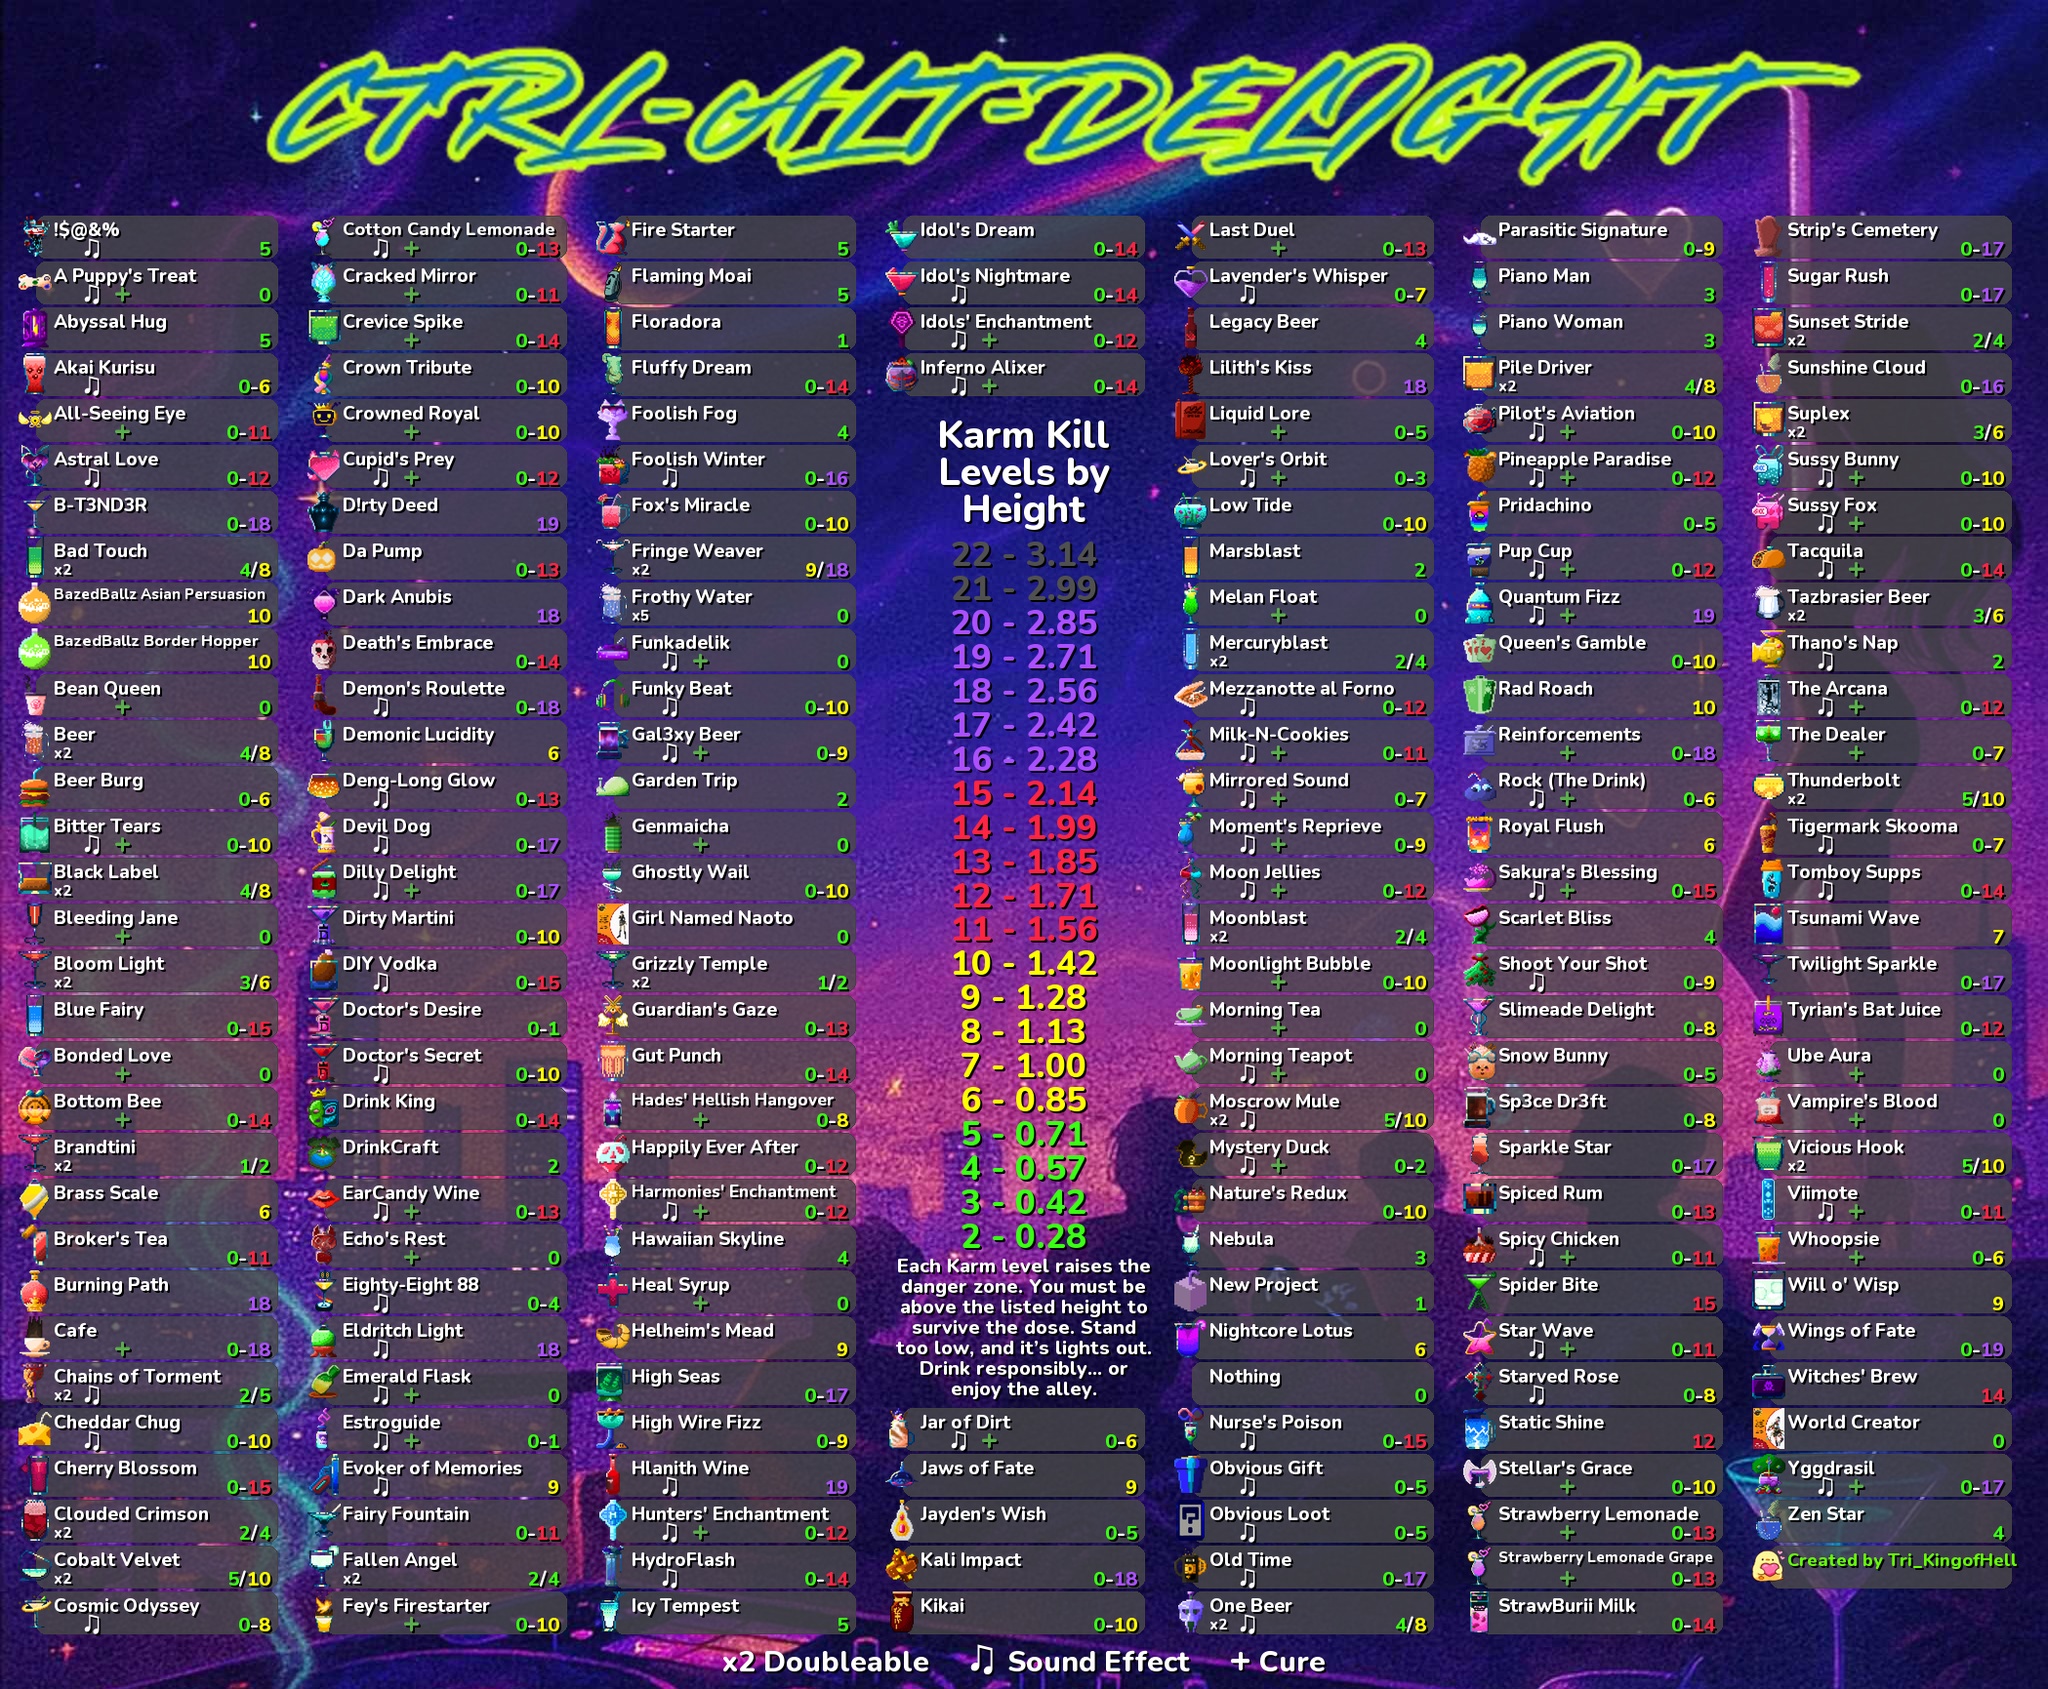 CTRL-ALT-DELIGHT
!$@&%
♫ 5
A Puppy's Treat
♫ + 0
Abyssal Hug
5
Akai Kurisu
♫ 0-6
All-Seeing Eye
+ 0-11
Astral Love
♫ 0-12
B-T3ND3R
0-18
Bad Touch
x2 4/8
BazedBallz Asian Persuasion
10
BazedBallz Border Hopper
10
Bean Queen
+ 0
Beer
x2 4/8
Beer Burg
0-6
Bitter Tears
♫ + 0-10
Black Label
x2 4/8
Bleeding Jane
+ 0
Bloom Light
x2 3/6
Blue Fairy
0-15
Bonded Love
+ 0
Bottom Bee
+ 0-14
Brandtini
x2 1/2
Brass Scale
6
Broker's Tea
0-11
Burning Path
18
Cafe
+ 0-18
Chains of Torment
x2 ♫ 2/5
Cheddar Chug
♫ 0-10
Cherry Blossom
0-15
Clouded Crimson
x2 2/4
Cobalt Velvet
x2 5/10
Cosmic Odyssey
♫ 0-8
Cotton Candy Lemonade
♫ + 0-13
Cracked Mirror
+ 0-11
Crevice Spike
+ 0-14
Crown Tribute
0-10
Crowned Royal
+ 0-10
Cupid's Prey
♫ + 0-12
D!rty Deed
19
Da Pump
0-13
Dark Anubis
18
Death's Embrace
0-14
Demon's Roulette
♫ 0-18
Demonic Lucidity
6
Deng-Long Glow
♫ 0-13
Devil Dog
♫ 0-17
Dilly Delight
♫ + 0-17
Dirty Martini
0-10
DIY Vodka
♫ 0-15
Doctor's Desire
0-1
Doctor's Secret
♫ 0-10
Drink King
0-14
DrinkCraft
2
EarCandy Wine
♫ + 0-13
Echo's Rest
+ 0
Eighty-Eight 88
♫ 0-4
Eldritch Light
♫ 18
Emerald Flask
♫ + 0
Estroguide
♫ + 0-1
Evoker of Memories
♫ 9
Fairy Fountain
0-11
Fallen Angel
x2 2/4
Fey's Firestarter
+ 0-10
Fire Starter
5
Flaming Moai
5
Floradora
1
Fluffy Dream
0-14
Foolish Fog
4
Foolish Winter
♫ 0-16
Fox's Miracle
0-10
Fringe Weaver
x2 9/18
Frothy Water
x5 0
Funkadelik
♫ + 0
Funky Beat
♫ 0-10
Gal3xy Beer
♫ + 0-9
Garden Trip
2
Genmaicha
+ 0
Ghostly Wail
0-10
Girl Named Naoto
0
Grizzly Temple
x2 1/2
Guardian's Gaze
0-13
Gut Punch
0-14
Hades' Hellish Hangover
+ 0-8
Happily Ever After
0-12
Harmonies' Enchantment
♫ + 0-12
Hawaiian Skyline
4
Heal Syrup
+ 0
Helheim's Mead
9
High Seas
0-17
High Wire Fizz
0-9
Hlanith Wine
19
Hunters' Enchantment
♫ + 0-12
HydroFlash
♫ 0-14
Icy Tempest
5
Idol's Dream
0-14
Idol's Nightmare
♫ 0-14
Idols' Enchantment
♫ + 0-12
Inferno Alixer
♫ + 0-14
Karm Kill
Levels by
Height
22 - 3.14
21 - 2.99
20 - 2.85
19 - 2.71
18 - 2.56
17 - 2.42
16 - 2.28
15 - 2.14
14 - 1.99
13 - 1.85
12 - 1.71
11 - 1.56
10 - 1.42
9 - 1.28
8 - 1.13
7 - 1.00
6 - 0.85
5 - 0.71
4 - 0.57
3 - 0.42
2 - 0.28
Each Karm level raises the
danger zone. You must be
above the listed height to
survive the dose. Stand
too low, and it's lights out.
Drink responsibly... or
enjoy the alley.
Jar of Dirt
♫ + 0-6
Jaws of Fate
9
Jayden's Wish
0-5
Kali Impact
0-18
Kikai
0-10
Last Duel
+ 0-13
Lavender's Whisper
♫ 0-7
Legacy Beer
4
Lilith's Kiss
18
Liquid Lore
+ 0-5
Lover's Orbit
♫ + 0-3
Low Tide
0-10
Marsblast
2
Melan Float
+ 0
Mercuryblast
x2 2/4
Mezzanotte al Forno
♫ 0-12
Milk-N-Cookies
♫ + 0-11
Mirrored Sound
♫ + 0-7
Moment's Reprieve
♫ + 0-9
Moon Jellies
♫ + 0-12
Moonblast
x2 2/4
Moonlight Bubble
+ 0-10
Morning Tea
+ 0
Morning Teapot
♫ + 0
Moscrow Mule
x2 ♫ 5/10
Mystery Duck
♫ + 0-2
Nature's Redux
0-10
Nebula
3
New Project
1
Nightcore Lotus
6
Nothing
0
Nurse's Poison
♫ 0-15
Obvious Gift
♫ 0-5
Obvious Loot
♫ 0-5
Old Time
♫ 0-17
One Beer
x2 ♫ 4/8
Parasitic Signature
0-9
Piano Man
3
Piano Woman
3
Pile Driver
x2 4/8
Pilot's Aviation
♫ + 0-10
Pineapple Paradise
♫ + 0-12
Pridachino
0-5
Pup Cup
♫ + 0-12
Quantum Fizz
♫ + 19
Queen's Gamble
0-10
Rad Roach
10
Reinforcements
+ 0-18
Rock (The Drink)
♫ + 0-6
Royal Flush
6
Sakura's Blessing
♫ + 0-15
Scarlet Bliss
4
Shoot Your Shot
♫ 0-9
Slimeade Delight
0-8
Snow Bunny
0-5
Sp3ce Dr3ft
0-8
Sparkle Star
0-17
Spiced Rum
0-13
Spicy Chicken
♫ + 0-11
Spider Bite
15
Star Wave
♫ + 0-11
Starved Rose
♫ 0-8
Static Shine
12
Stellar's Grace
+ 0-10
Strawberry Lemonade
+ 0-13
Strawberry Lemonade Grape
+ 0-13
StrawBurii Milk
0-14
Strip's Cemetery
0-17
Sugar Rush
0-17
Sunset Stride
x2 2/4
Sunshine Cloud
0-16
Suplex
x2 3/6
Sussy Bunny
♫ + 0-10
Sussy Fox
♫ + 0-10
Tacquila
♫ + 0-14
Tazbrasier Beer
x2 3/6
Thano's Nap
♫ 2
The Arcana
♫ + 0-12
The Dealer
+ 0-7
Thunderbolt
x2 5/10
Tigermark Skooma
♫ 0-7
Tomboy Supps
♫ 0-14
Tsunami Wave
7
Twilight Sparkle
0-17
Tyrian's Bat Juice
0-12
Ube Aura
+ 0
Vampire's Blood
+ 0
Vicious Hook
x2 5/10
Viimote
♫ + 0-11
Whoopsie
+ 0-6
Will o' Wisp
9
Wings of Fate
0-19
Witches' Brew
14
World Creator
0
Yggdrasil
♫ + 0-17
Zen Star
4
Created by Tri_KingofHell
x2 Doubleable ♫ Sound Effect + Cure